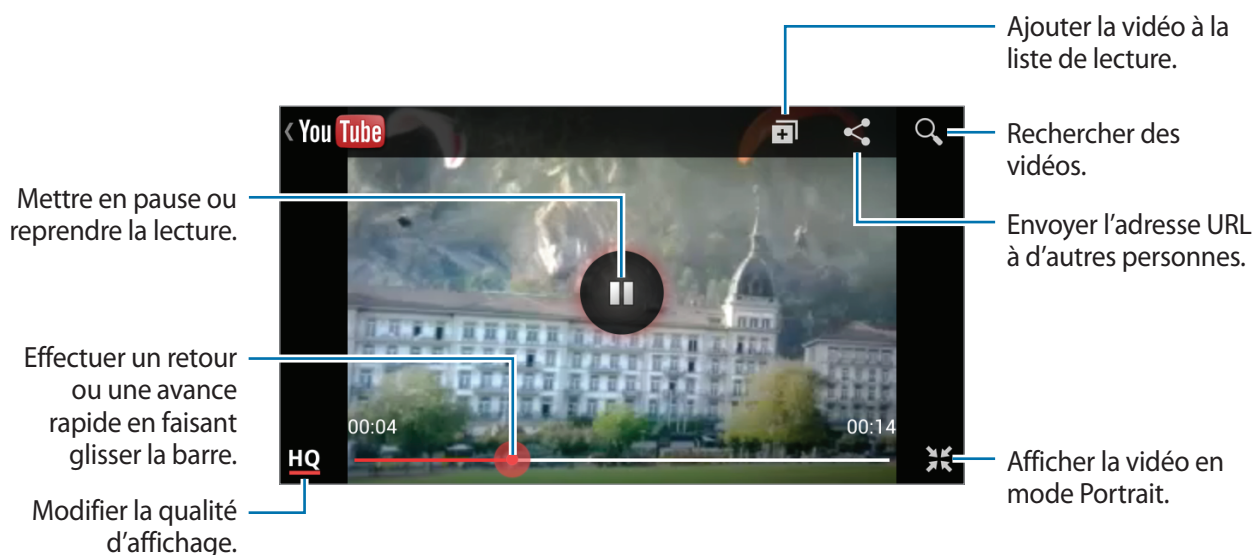 Ajouter la vidéo à la
liste de lecture.
You Tube
Rechercher des
vidéos.
Mettre en pause ou
reprendre la lecture.
Envoyer l'adresse URL
à d'autres personnes.
Effectuer un retour
ou une avance
rapide en faisant
glisser la barre.
00:04
00:14
HQ
Afficher la vidéo en
mode Portrait.
Modifier la qualité
d'affichage.